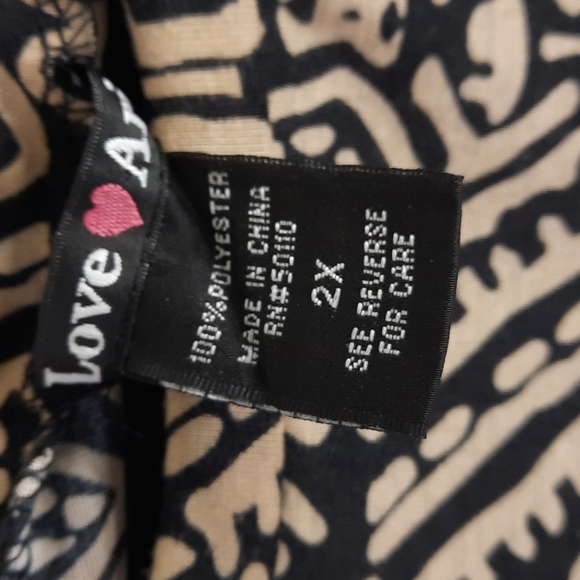 Love
100% POLYESTER
MADE IN CHINA
RN#50110
2X
SEE REVERSE
FOR CARE